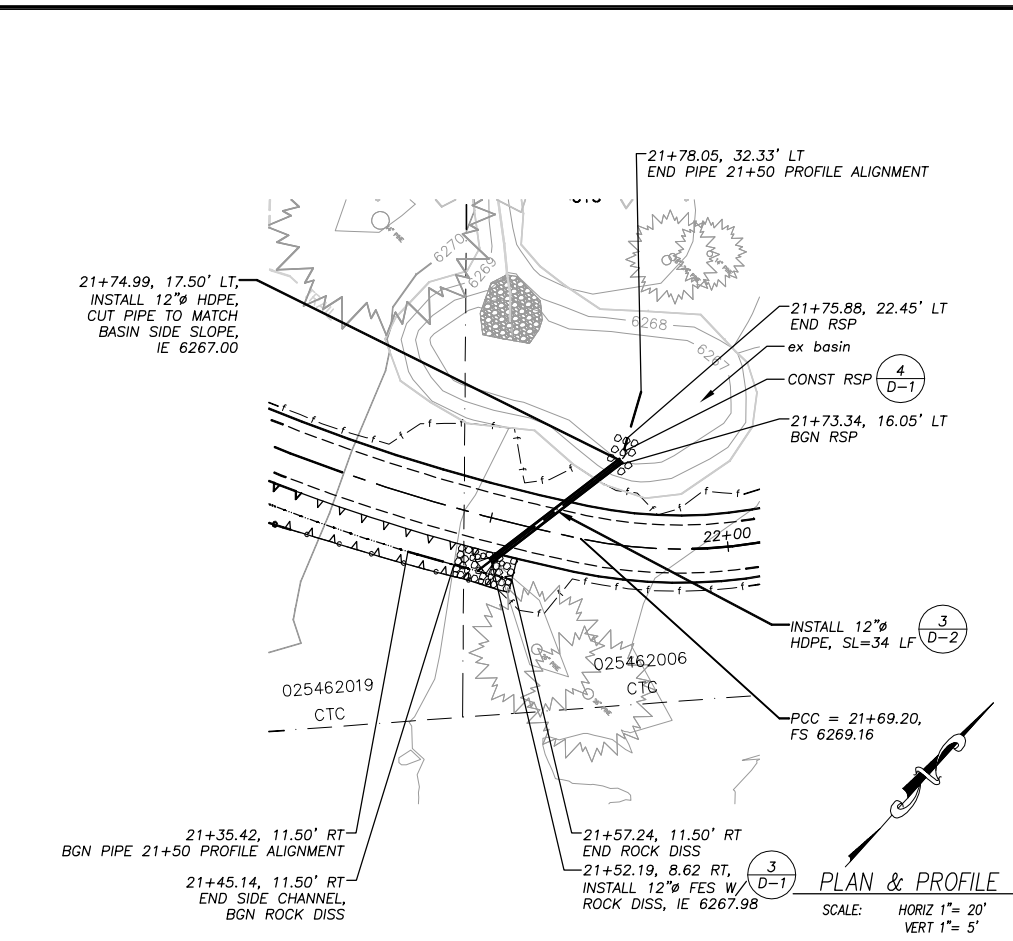 21+78.05, 32.33' LT
END PIPE 21+50 PROFILE ALIGNMENT
6270
6269
21+74.99, 17.50' LT,
INSTALL 12"ø HDPE,
CUT PIPE TO MATCH
BASIN SIDE SLOPE,
IE 6267.00
6268
6267
21+75.88, 22.45' LT
END RSP
ex basin
CONST RSP
4
D-1
21+73.34, 16.05' LT
BGN RSP
f f f f f f f f f f f
22+00
INSTALL 12"ø
HDPE, SL=34 LF
3
D-2
025462019
CTC
025462006
CTC
PCC = 21+69.20,
FS 6269.16
21+35.42, 11.50' RT
BGN PIPE 21+50 PROFILE ALIGNMENT
21+45.14, 11.50' RT
END SIDE CHANNEL,
BGN ROCK DISS
21+57.24, 11.50' RT
END ROCK DISS
21+52.19, 8.62 RT,
INSTALL 12"ø FES W/
ROCK DISS, IE 6267.98
3
D-1
PLAN & PROFILE
SCALE: HORIZ 1"= 20'
VERT 1"= 5'